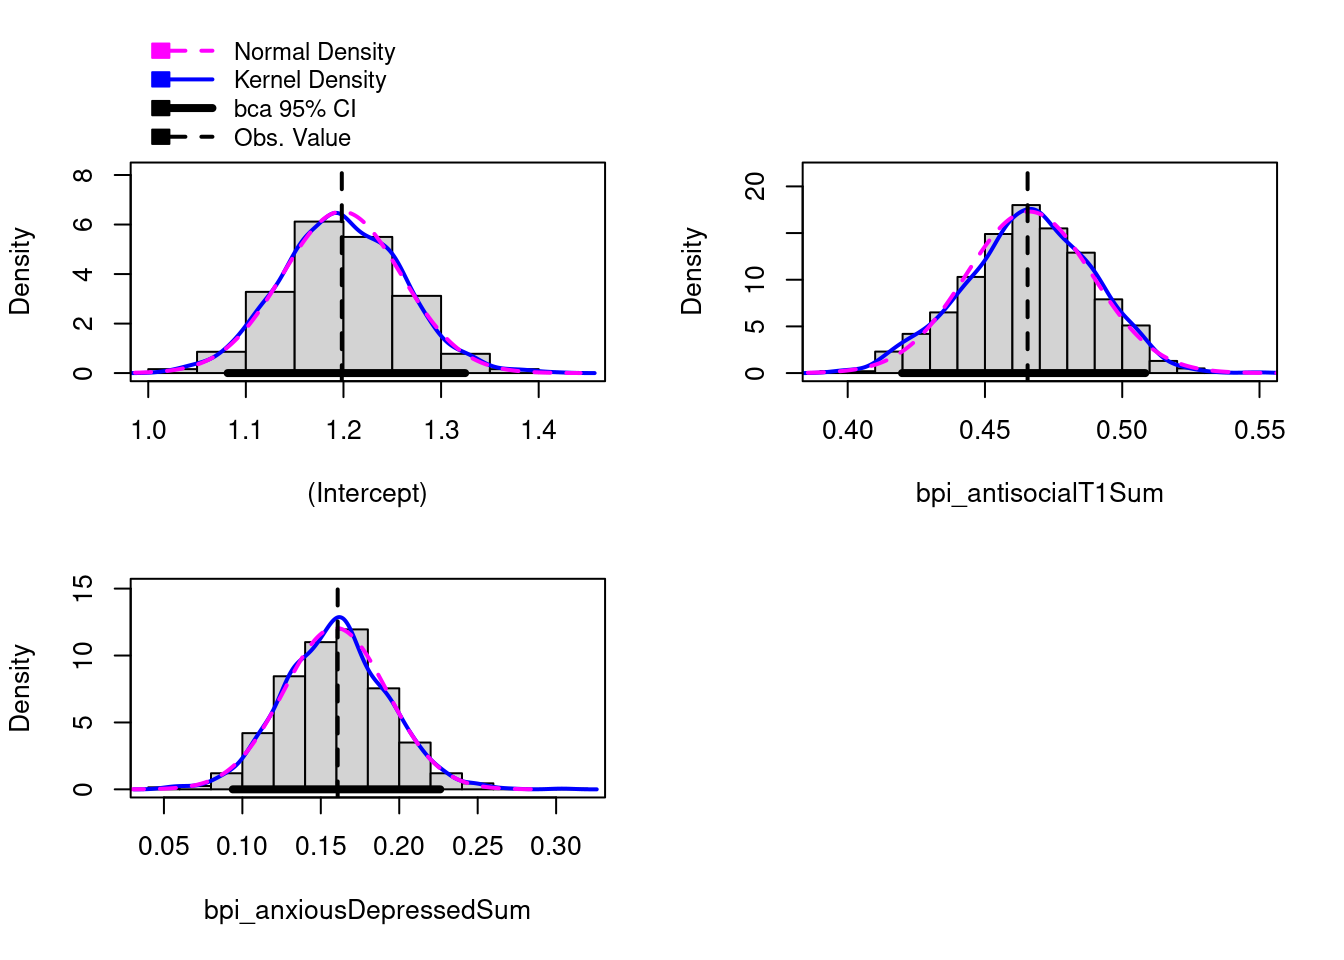 Normal Density
Kernel Density
bca 95% CI
Obs. Value
Density
8
6
4
2
0
1.0 1.1 1.2 1.3 1.4
(Intercept)
Density
20
10
5
0
0.40 0.45 0.50 0.55
bpi_antisocialT1Sum
Density
15
10
5
0
0.05 0.10 0.15 0.20 0.25 0.30
bpi_anxiousDepressedSum